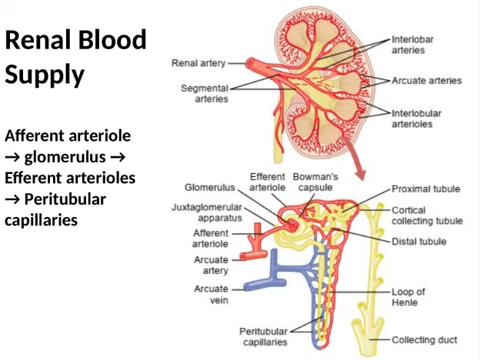 Renal Blood
Supply
Afferent arteriole
→ glomerulus →
Efferent arterioles
→ Peritubular
capillaries
Renal artery
Segmental
arteries
Interlobar
arteries
Arcuate arteries
Interlobular
arterioles
Efferent
arteriole
Bowman's
capsule
Glomerulus
Juxtaglomerular
apparatus
Afferent
arteriole
Arcuate
artery
Arcuate
vein
Peritubular
capillaries
Proximal tubule
Cortical
collecting tubule
Distal tubule
Loop of
Henle
Collecting duct